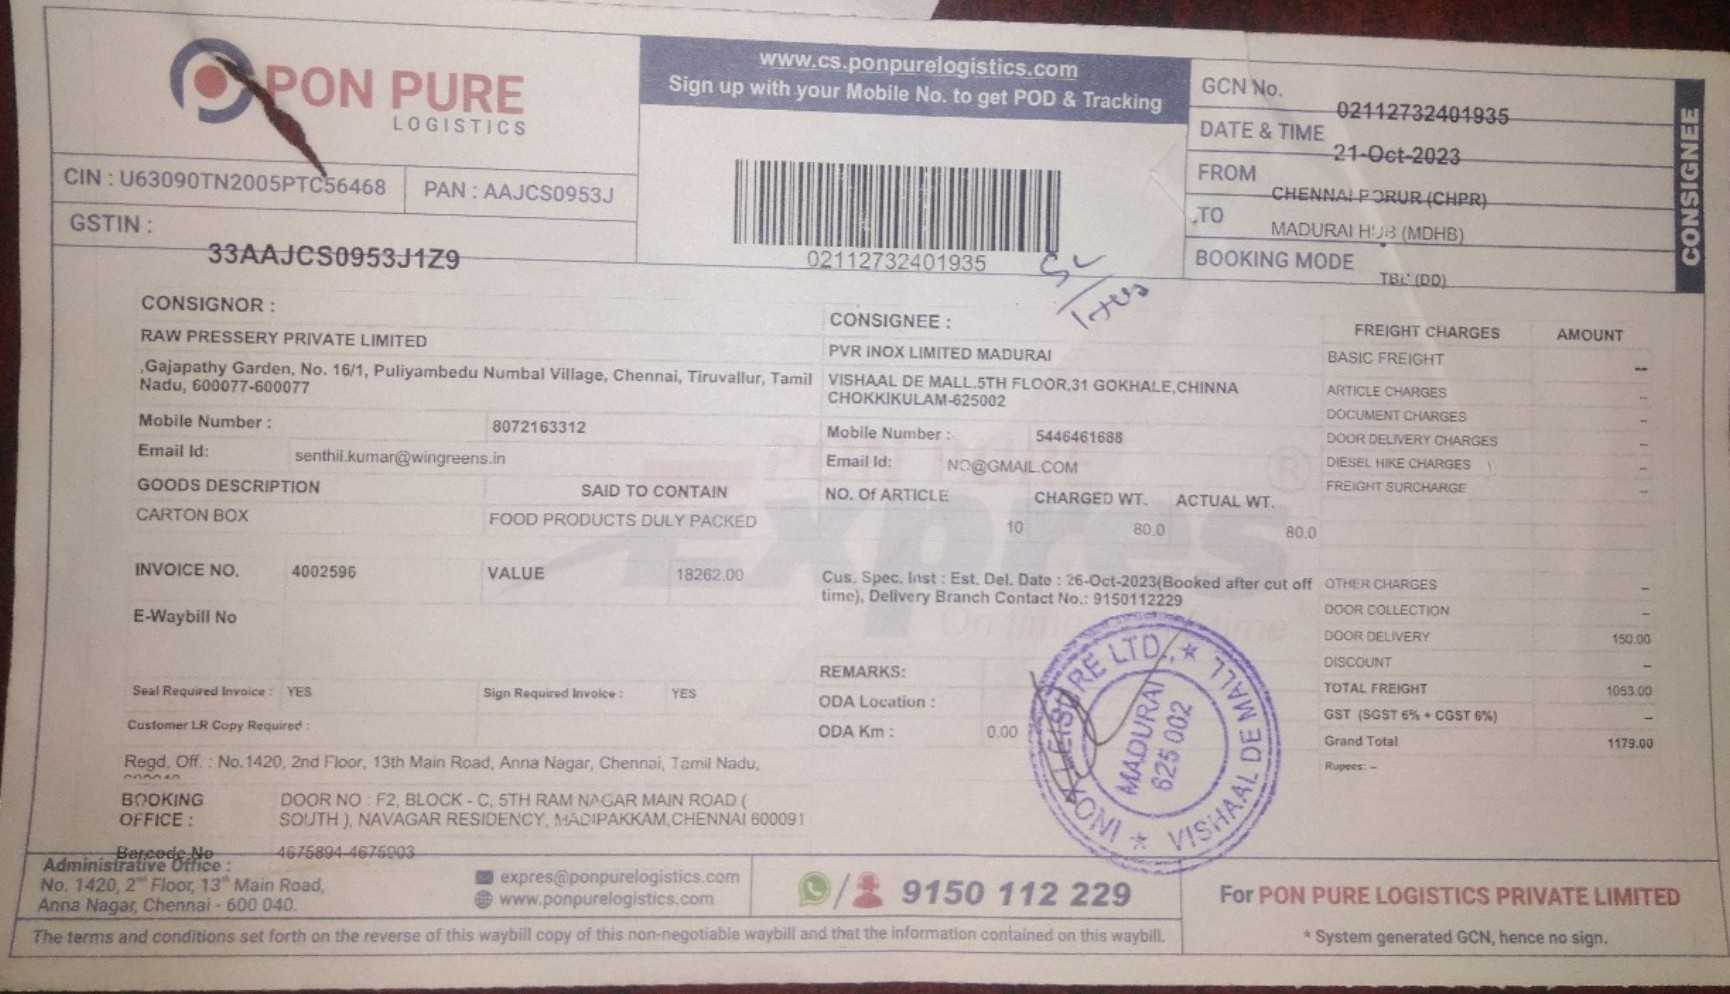 PON PURE
LOGISTICS
www.cs.ponpurelogistics.com
Sign up with your Mobile No. to get POD & Tracking
CIN : U63090TN2005PTC56468
PAN : AAJCS0953J
GSTIN :
33AAJCS0953J1Z9
02112732401935
GCN No.
02112732401935
DATE & TIME
21-Oct-2023
FROM
CHENNAI PORUR (CHPR)
TO
MADURAI HUB (MDHB)
BOOKING MODE
(DD)
CONSIGNEE
CONSIGNOR :
RAW PRESSERY PRIVATE LIMITED
,Gajapathy Garden, No. 16/1, Puliyambedu Numbal Village, Chennai, Tiruvallur, Tamil
Nadu, 600077-600077
Mobile Number : 8072163312
Email Id: senthil.kumar@wingreens.in
GOODS DESCRIPTION SAID TO CONTAIN
CARTON BOX FOOD PRODUCTS DULY PACKED
INVOICE NO. 4002596 VALUE 18262.00
E-Waybill No
Seal Required Invoice : YES Sign Required Invoice : YES
Customer LR Copy Required :
Regd. Off. : No.1420, 2nd Floor, 13th Main Road, Anna Nagar, Chennai, Tamil Nadu,
BOOKING OFFICE : DOOR NO : F2, BLOCK - C, 5TH RAM NAGAR MAIN ROAD (
SOUTH ), NAVAGAR RESIDENCY, MADIPAKKAM,CHENNAI 600091
Barcode No 4675894-4675903
CONSIGNEE :
PVR INOX LIMITED MADURAI
VISHAAL DE MALL.5TH FLOOR,31 GOKHALE,CHINNA
CHOKKIKULAM-625002
Mobile Number : 5446461688
Email Id: NO@GMAIL.COM
NO. Of ARTICLE CHARGED WT. ACTUAL WT.
10 80.0 80.0
Cus. Spec. Inst : Est. Del. Date : 26-Oct-2023(Booked after cut off
time), Delivery Branch Contact No.: 9150112229
REMARKS:
ODA Location :
ODA Km : 0.00
Expres
®
INOX LEISURE LTD., * VISHAAL DE MALL *
MADURAI
625 002
FREIGHT CHARGES AMOUNT
BASIC FREIGHT --
ARTICLE CHARGES -
DOCUMENT CHARGES -
DOOR DELIVERY CHARGES -
DIESEL HIKE CHARGES -
FREIGHT SURCHARGE -
OTHER CHARGES -
DOOR COLLECTION -
DOOR DELIVERY 150.00
DISCOUNT -
TOTAL FREIGHT 1053.00
GST (SGST 6% + CGST 6%) -
Grand Total 1179.00
Rupees: -
Administrative Office :
No. 1420, 2nd Floor, 13th Main Road,
Anna Nagar, Chennai - 600 040.
expres@ponpurelogistics.com
www.ponpurelogistics.com
9150 112 229
For PON PURE LOGISTICS PRIVATE LIMITED
* System generated GCN, hence no sign.
The terms and conditions set forth on the reverse of this waybill copy of this non-negotiable waybill and that the information contained on this waybill.